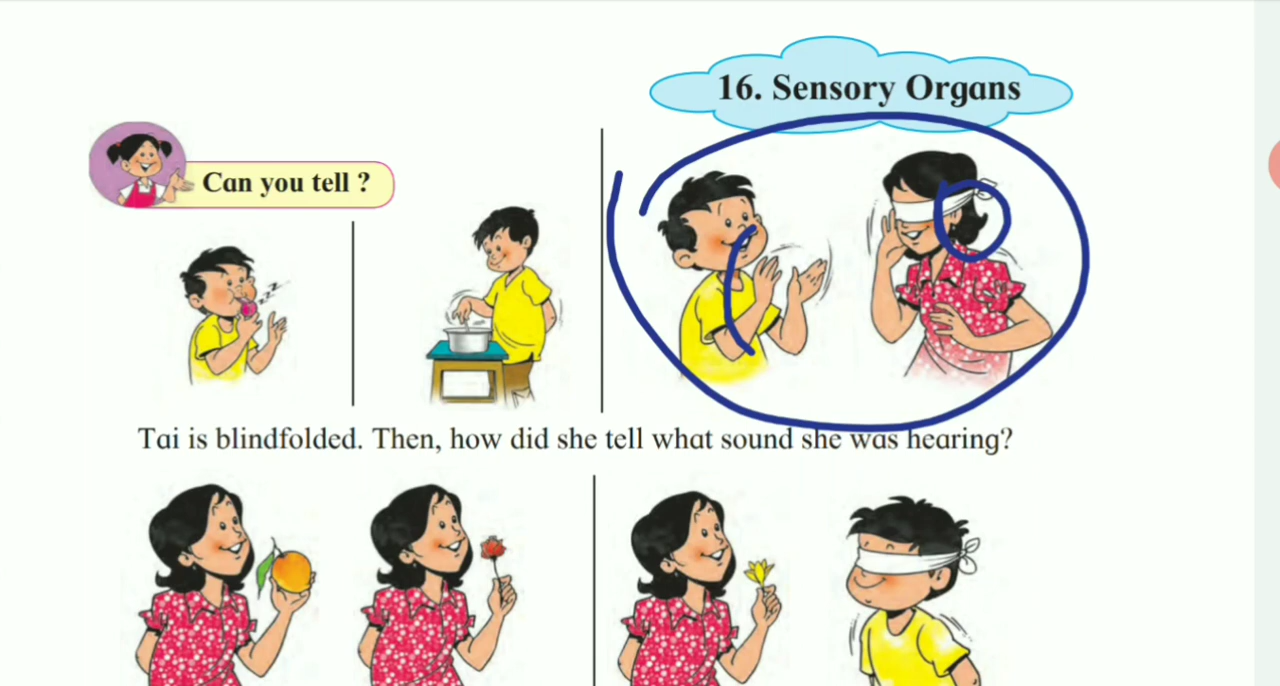 16. Sensory Organs
Can you tell ?
zzz
Tai is blindfolded. Then, how did she tell what sound she was hearing?